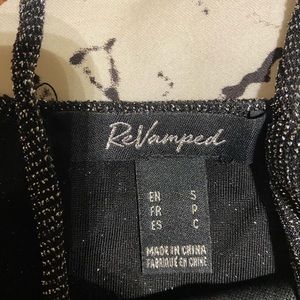 ReVamped
EN S
FR P
ES C
MADE IN CHINA
FABRIQUÉ EN CHINE